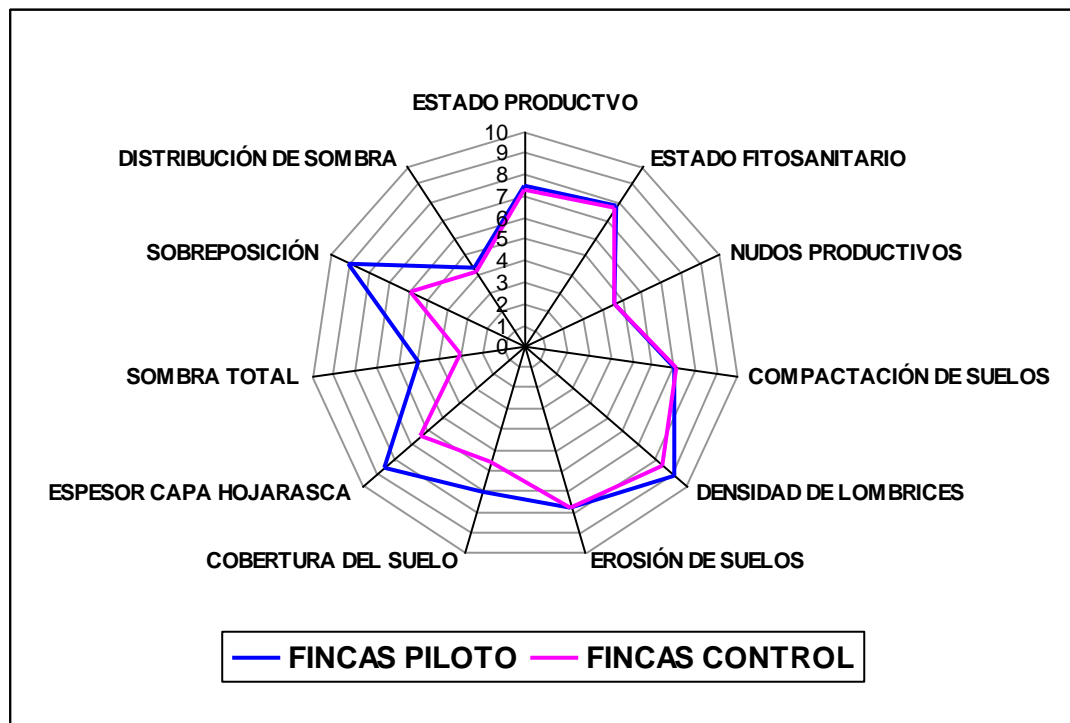 ESTADO PRODUCTVO
DISTRIBUCIÓN DE SOMBRA
ESTADO FITOSANITARIO
SOBREPOSICIÓN
NUDOS PRODUCTIVOS
SOMBRA TOTAL
COMPACTACIÓN DE SUELOS
ESPESOR CAPA HOJARASCA
DENSIDAD DE LOMBRICES
COBERTURA DEL SUELO
EROSIÓN DE SUELOS
10
9
8
7
6
5
4
3
2
1
0
FINCAS PILOTO
FINCAS CONTROL